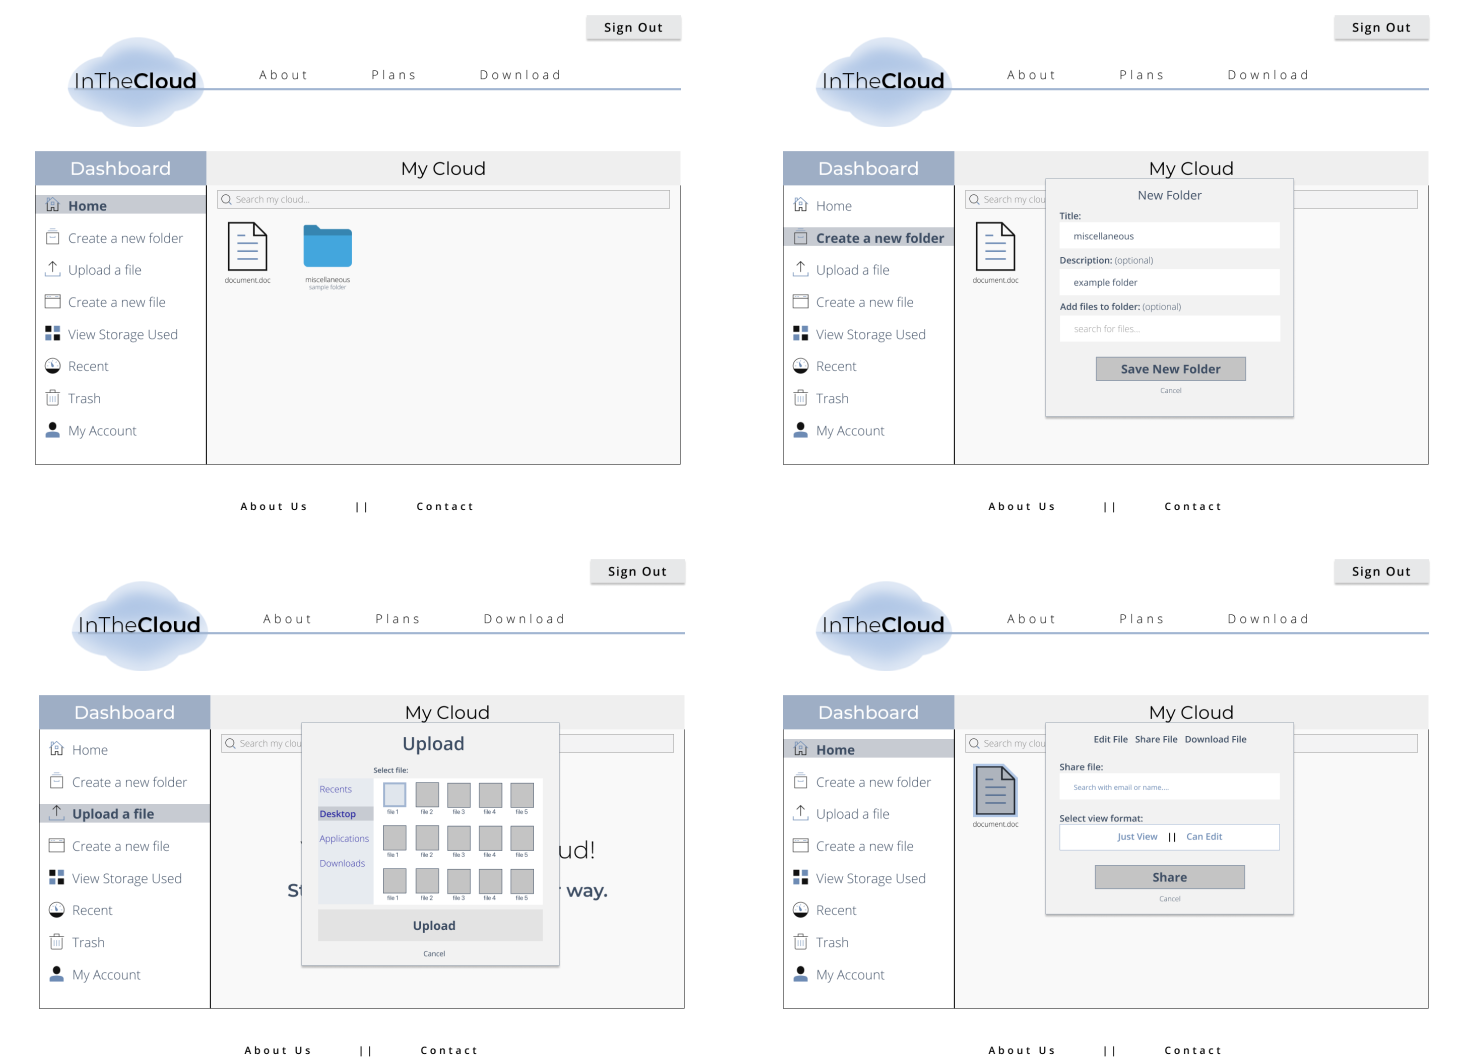 Sign Out
InTheCloud
About Plans Download
Dashboard
My Cloud
Home
Create a new folder
Upload a file
Create a new file
View Storage Used
Recent
Trash
My Account
Search my cloud...
document.doc
miscellaneous
sample folder
About Us || Contact
Sign Out
InTheCloud
About Plans Download
Dashboard
My Cloud
Home
Create a new folder
Upload a file
Create a new file
View Storage Used
Recent
Trash
My Account
Search my clou
document.doc
New Folder
Title:
miscellaneous
Description: (optional)
example folder
Add files to folder: (optional)
search for files...
Save New Folder
Cancel
About Us || Contact
Sign Out
InTheCloud
About Plans Download
Dashboard
My Cloud
Home
Create a new folder
Upload a file
Create a new file
View Storage Used
Recent
Trash
My Account
Search my clou
Upload
Select file:
Recents
Desktop
Applications
Downloads
file 1 file 2 file 3 file 4 file 5
file 1 file 2 file 3 file 4 file 5
file 1 file 2 file 3 file 4 file 5
ud!
St way.
Upload
Cancel
About Us || Contact
Sign Out
InTheCloud
About Plans Download
Dashboard
My Cloud
Home
Create a new folder
Upload a file
Create a new file
View Storage Used
Recent
Trash
My Account
Search my clou
document.doc
Edit File Share File Download File
Share file:
Search with email or name....
Select view format:
Just View || Can Edit
Share
Cancel
About Us || Contact